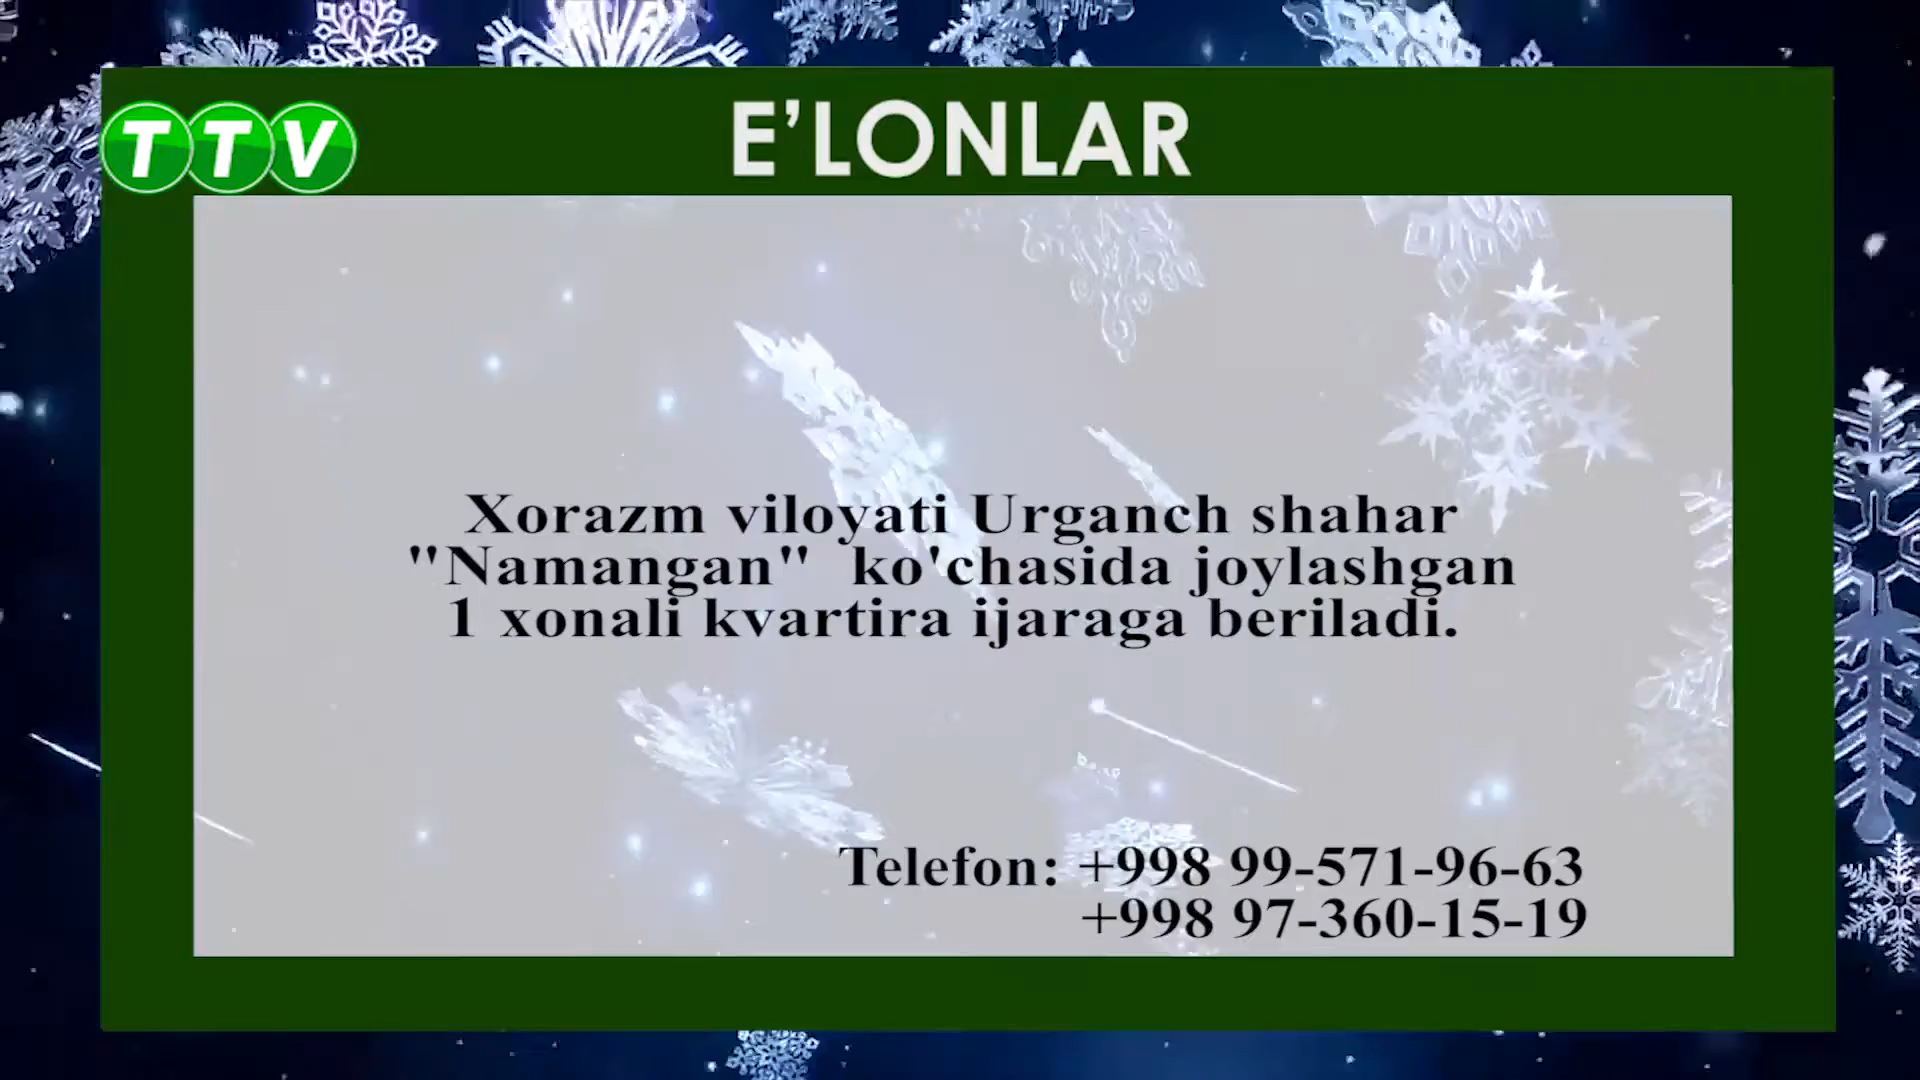 TTV
E’LONLAR
Xorazm viloyati Urganch shahar
"Namangan"  ko'chasida joylashgan
1 xonali kvartira ijaraga beriladi.
Telefon: +998 99-571-96-63
+998 97-360-15-19